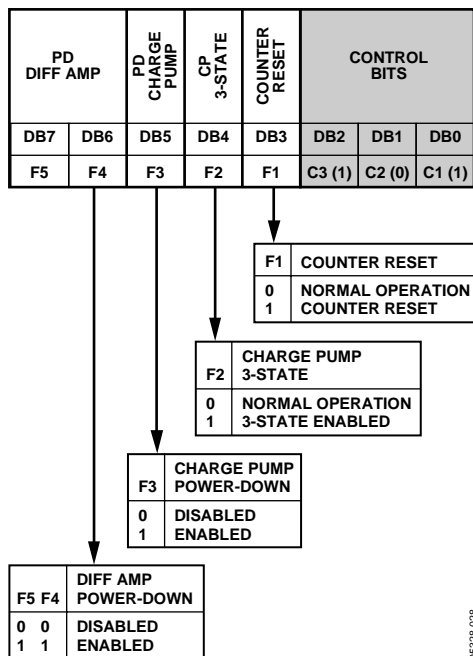 PD DIFF AMP
PD CHARGE PUMP
CP 3-STATE
COUNTER RESET
CONTROL BITS
DB7 DB6 DB5 DB4 DB3 DB2 DB1 DB0
F5 F4 F3 F2 F1 C3 (1) C2 (0) C1 (1)
F1 COUNTER RESET
0 NORMAL OPERATION
1 COUNTER RESET
CHARGE PUMP
F2 3-STATE
0 NORMAL OPERATION
1 3-STATE ENABLED
CHARGE PUMP
F3 POWER-DOWN
0 DISABLED
1 ENABLED
DIFF AMP
F5 F4 POWER-DOWN
0 0 DISABLED
1 1 ENABLED